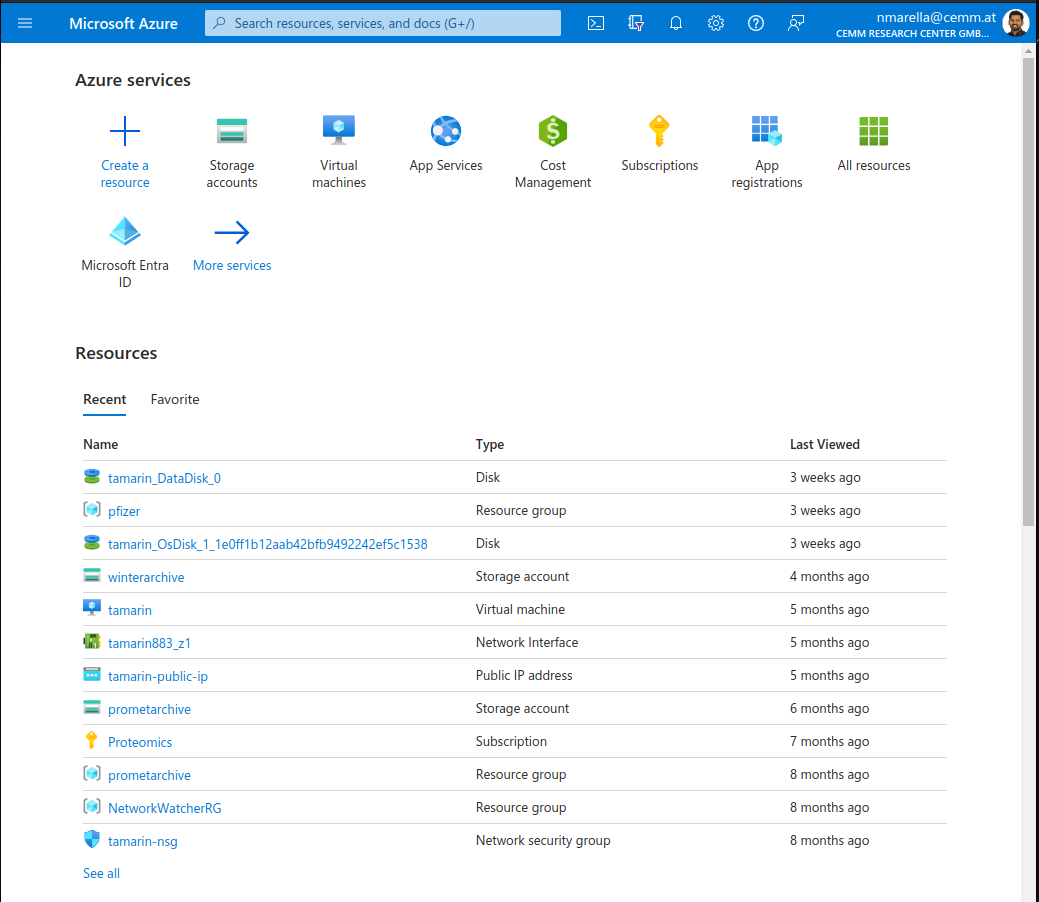 Microsoft Azure
Search resources, services, and docs (G+/)
nmarella@cemm.at
CEMM RESEARCH CENTER GMB...
Azure services
Create a resource
Storage accounts
Virtual machines
App Services
Cost Management
Subscriptions
App registrations
All resources
Microsoft Entra ID
More services
Resources
Recent Favorite
Name Type Last Viewed
tamarin_DataDisk_0 Disk 3 weeks ago
pfizer Resource group 3 weeks ago
tamarin_OsDisk_1_1e0ff1b12aab42bfb9492242ef5c1538 Disk 3 weeks ago
winterarchive Storage account 4 months ago
tamarin Virtual machine 5 months ago
tamarin883_z1 Network Interface 5 months ago
tamarin-public-ip Public IP address 5 months ago
prometarchive Storage account 6 months ago
Proteomics Subscription 7 months ago
prometarchive Resource group 8 months ago
NetworkWatcherRG Resource group 8 months ago
tamarin-nsg Network security group 8 months ago
See all